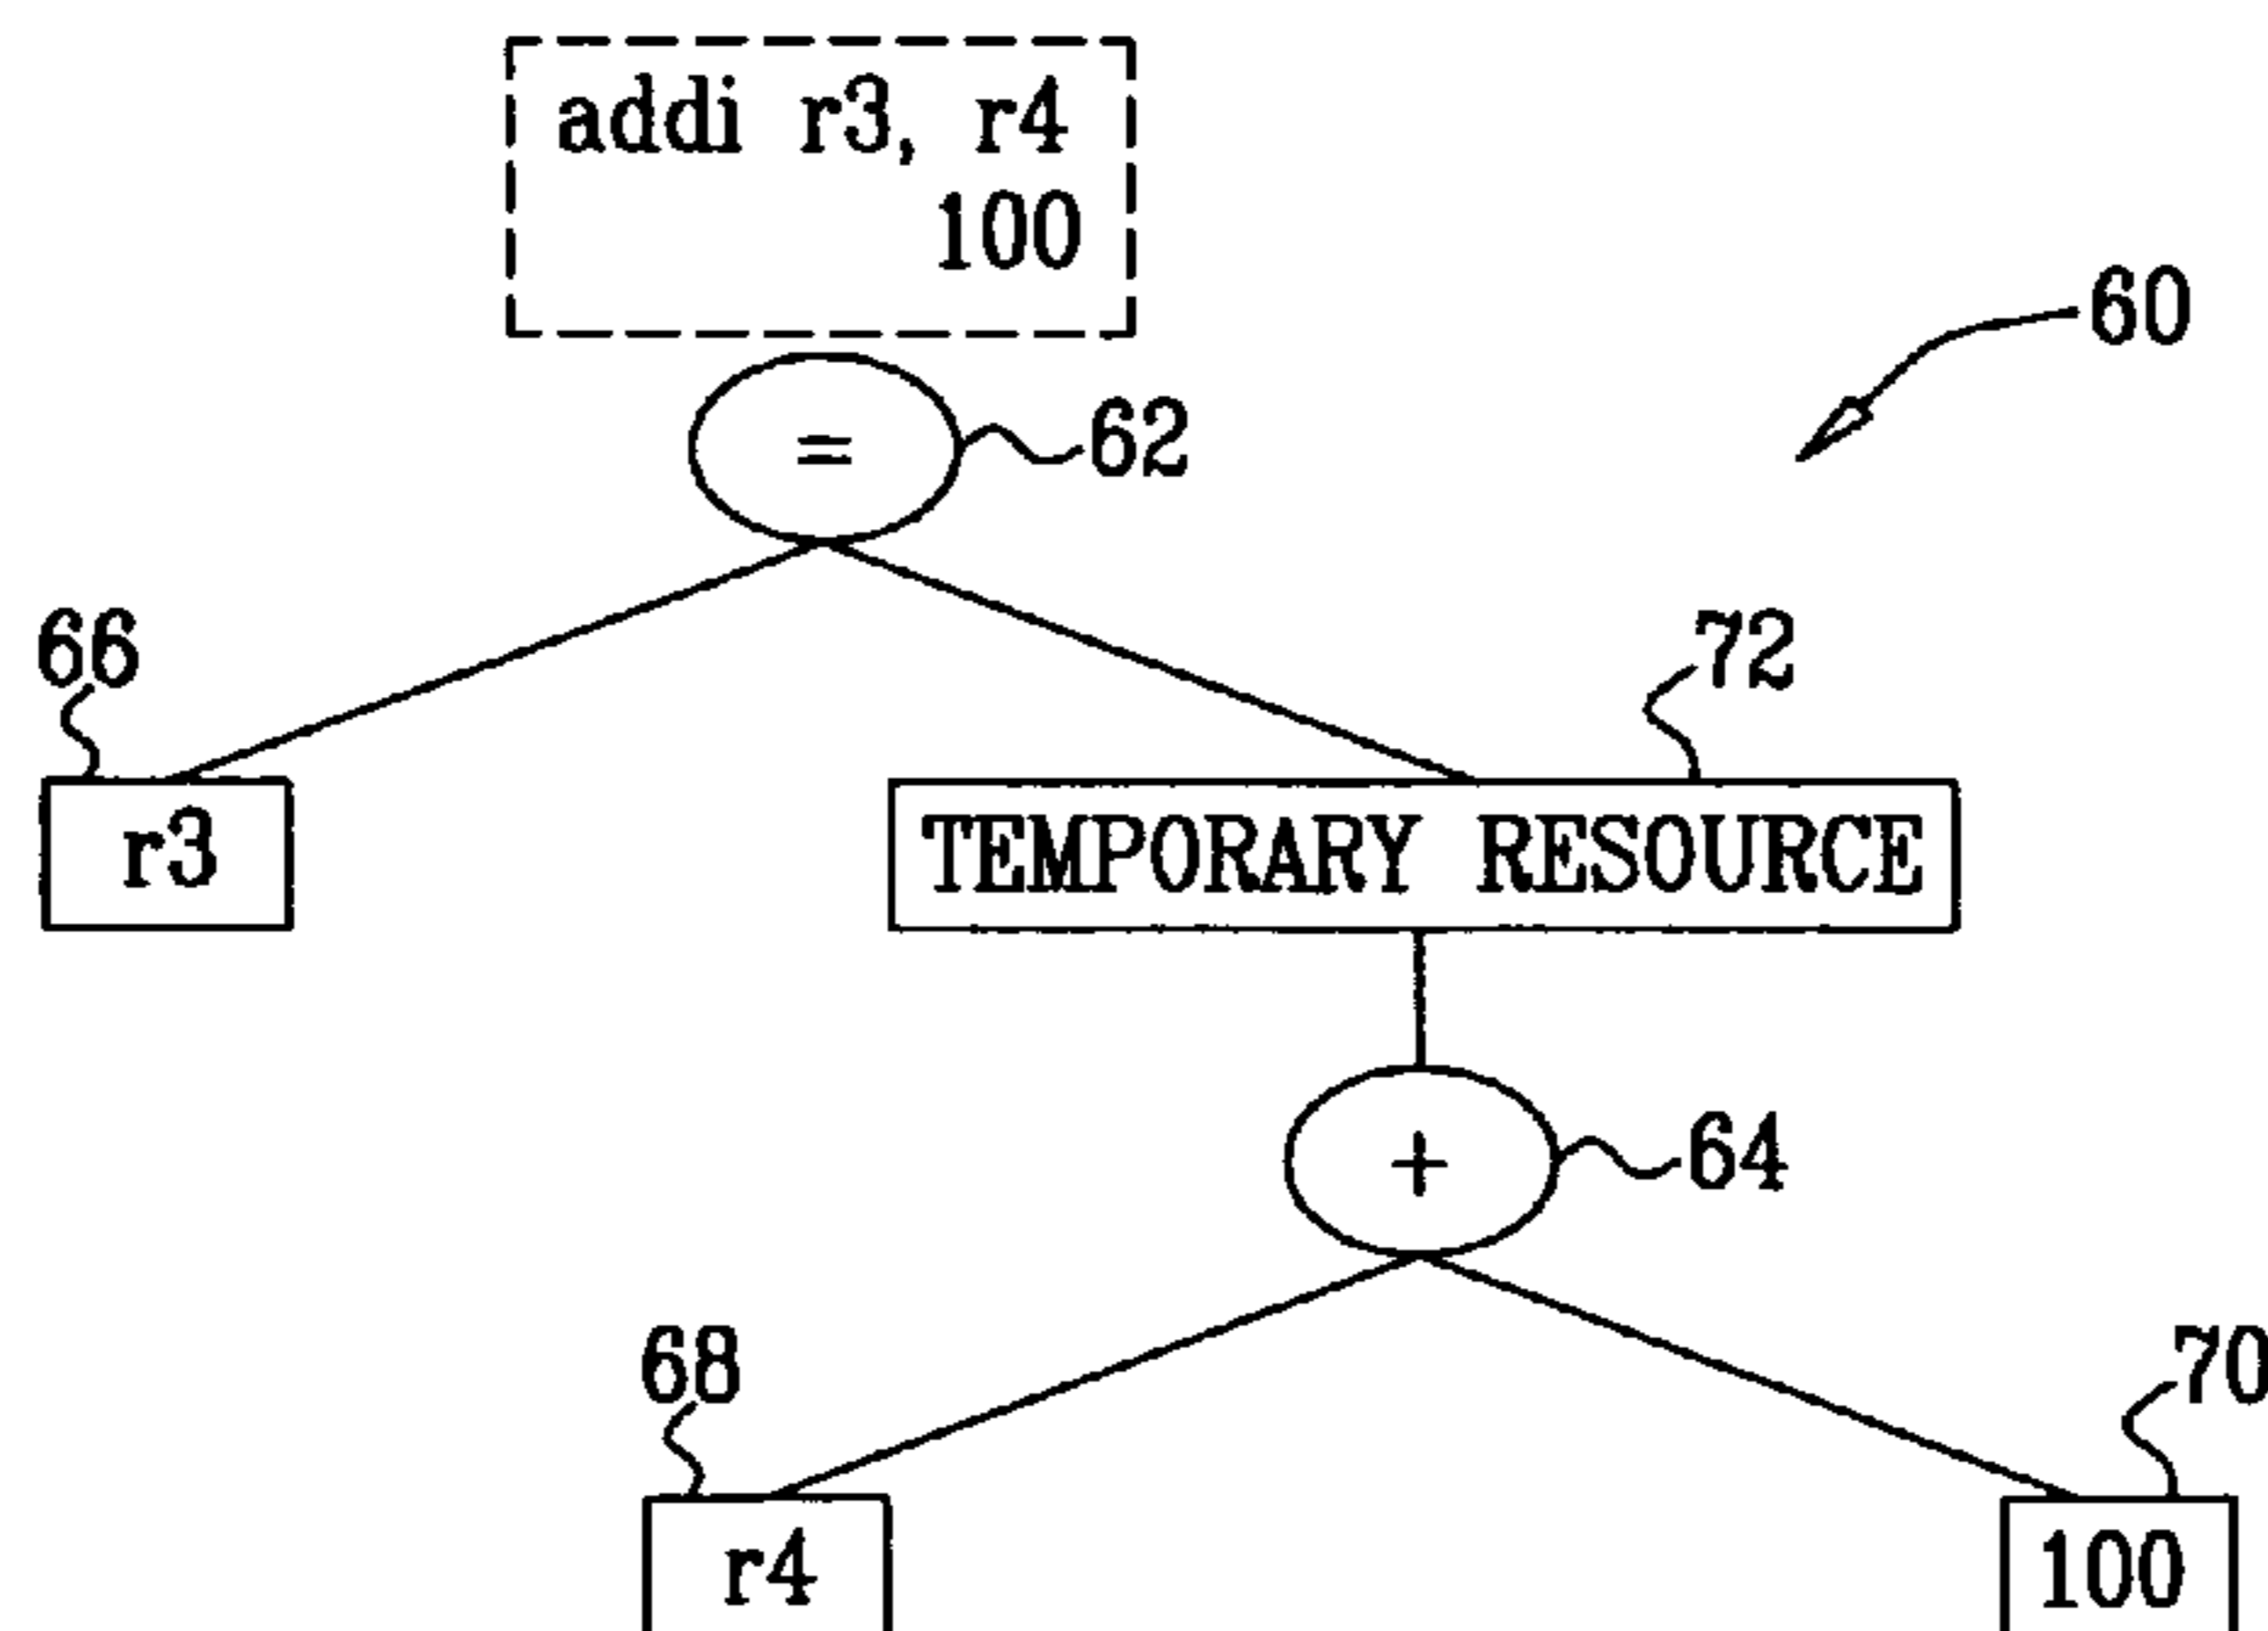 addi r3, r4
100
60
=
62
66
72
r3
TEMPORARY RESOURCE
+
64
68
70
r4
100